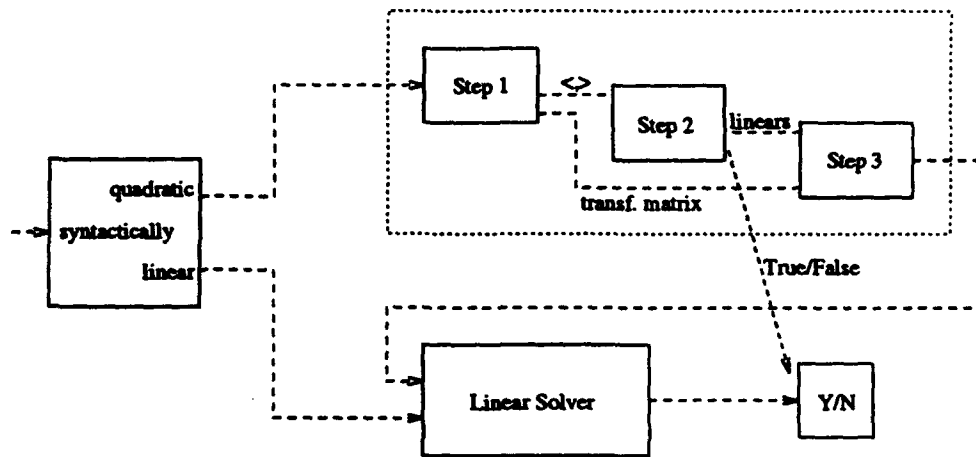 Step 1
<>
Step 2
linears
Step 3
quadratic
transf. matrix
syntactically
linear
True/False
Linear Solver
Y/N